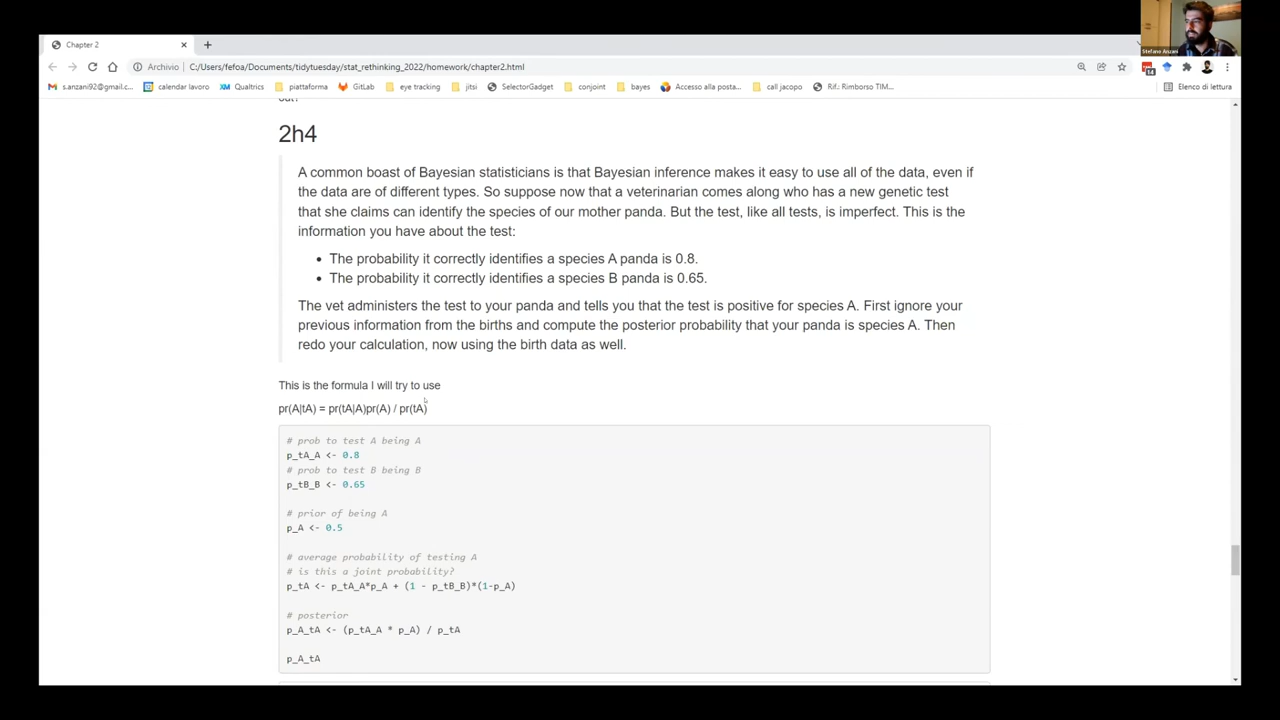 Stefano Anzani
Chapter 2
Archivio | C:/Users/fefoa/Documents/tidytuesday/stat_rethinking_2022/homework/chapter2.html
14
s.anzani92@gmail.c... calendar lavoro Qualtrics piattaforma GitLab eye tracking jitsi SelectorGadget conjoint bayes Accesso alla posta... call jacopo Rif.: Rimborso TIM... Elenco di lettura
out?
2h4
A common boast of Bayesian statisticians is that Bayesian inference makes it easy to use all of the data, even if
the data are of different types. So suppose now that a veterinarian comes along who has a new genetic test
that she claims can identify the species of our mother panda. But the test, like all tests, is imperfect. This is the
information you have about the test:
• The probability it correctly identifies a species A panda is 0.8.
• The probability it correctly identifies a species B panda is 0.65.
The vet administers the test to your panda and tells you that the test is positive for species A. First ignore your
previous information from the births and compute the posterior probability that your panda is species A. Then
redo your calculation, now using the birth data as well.
This is the formula I will try to use
pr(A|tA) = pr(tA|A)pr(A) / pr(tA)
# prob to test A being A
p_tA_A <- 0.8
# prob to test B being B
p_tB_B <- 0.65
# prior of being A
p_A <- 0.5
# average probability of testing A
# is this a joint probability?
p_tA <- p_tA_A*p_A + (1 - p_tB_B)*(1-p_A)
# posterior
p_A_tA <- (p_tA_A * p_A) / p_tA
p_A_tA